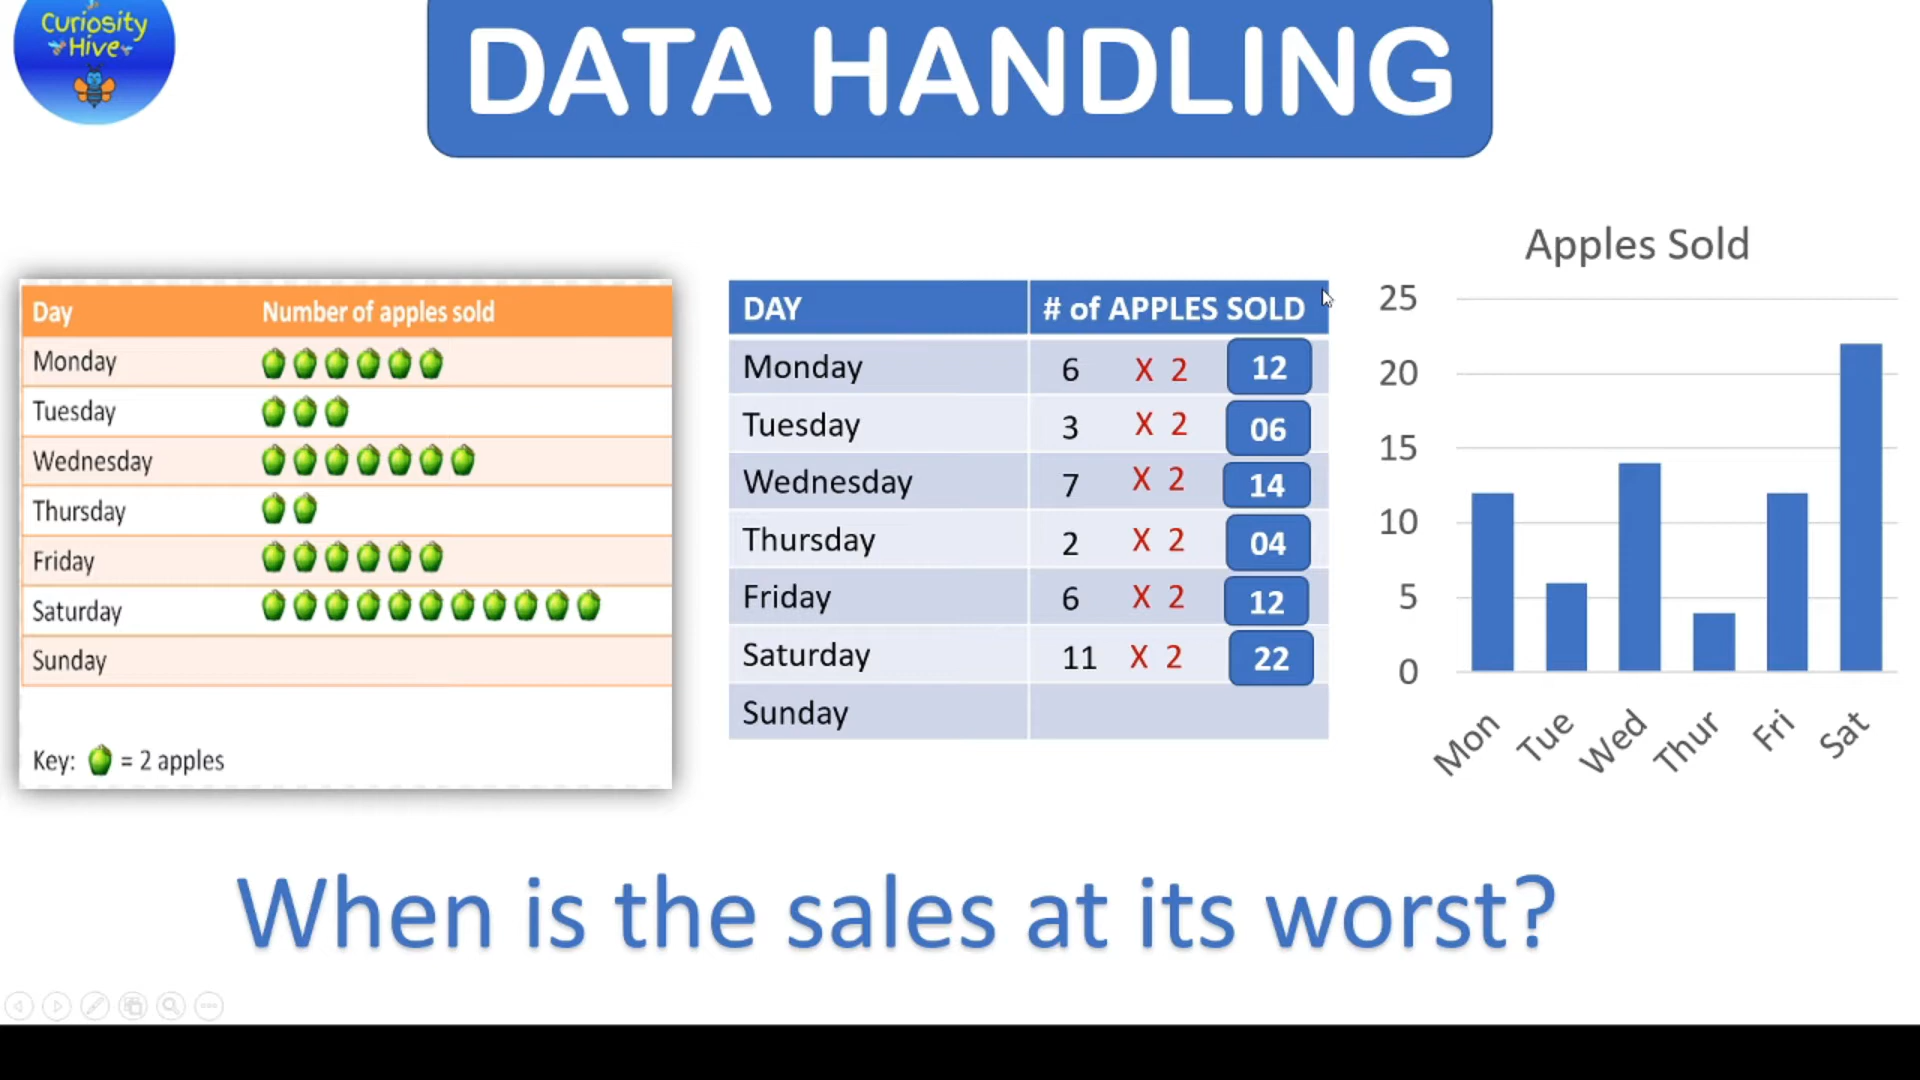 Curiosity
Hive
DATA HANDLING
Day Number of apples sold
Monday
Tuesday
Wednesday
Thursday
Friday
Saturday
Sunday
Key: = 2 apples
DAY # of APPLES SOLD
Monday 6 X 2 12
Tuesday 3 X 2 06
Wednesday 7 X 2 14
Thursday 2 X 2 04
Friday 6 X 2 12
Saturday 11 X 2 22
Sunday
Apples Sold
25
20
15
10
5
0
Mon Tue Wed Thur Fri Sat
When is the sales at its worst?